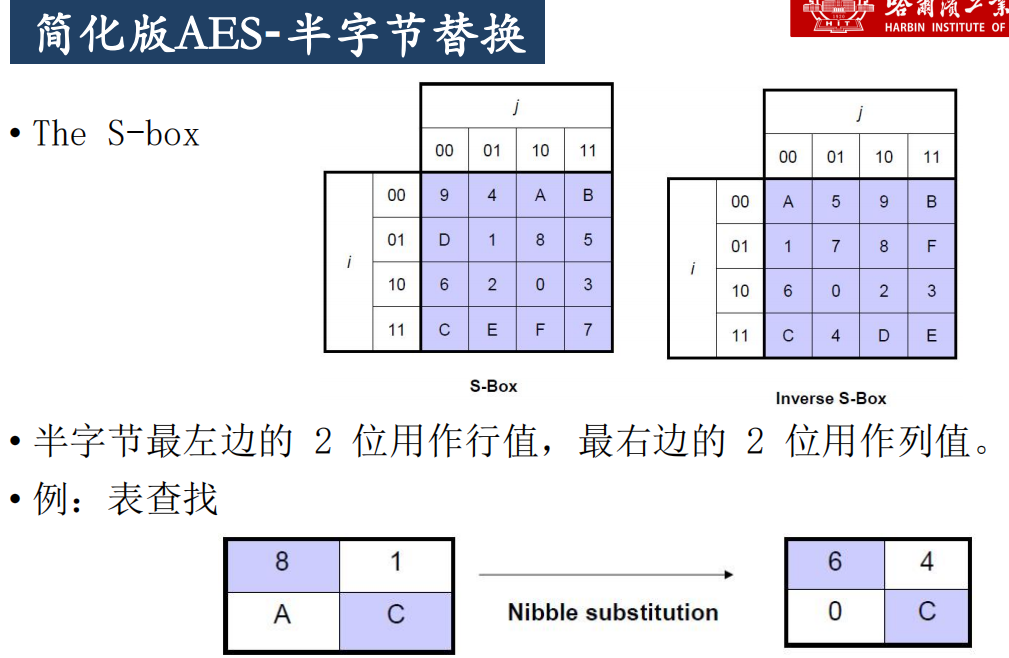 简化版AES-半字节替换
HARBIN INSTITUTE OF
• The S-box
j
00 01 10 11
i
00 9 4 A B
01 D 1 8 5
10 6 2 0 3
11 C E F 7
S-Box
j
00 01 10 11
i
00 A 5 9 B
01 1 7 8 F
10 6 0 2 3
11 C 4 D E
Inverse S-Box
• 半字节最左边的 2 位用作行值，最右边的 2 位用作列值。
• 例：表查找
8 1
A C
Nibble substitution
6 4
0 C